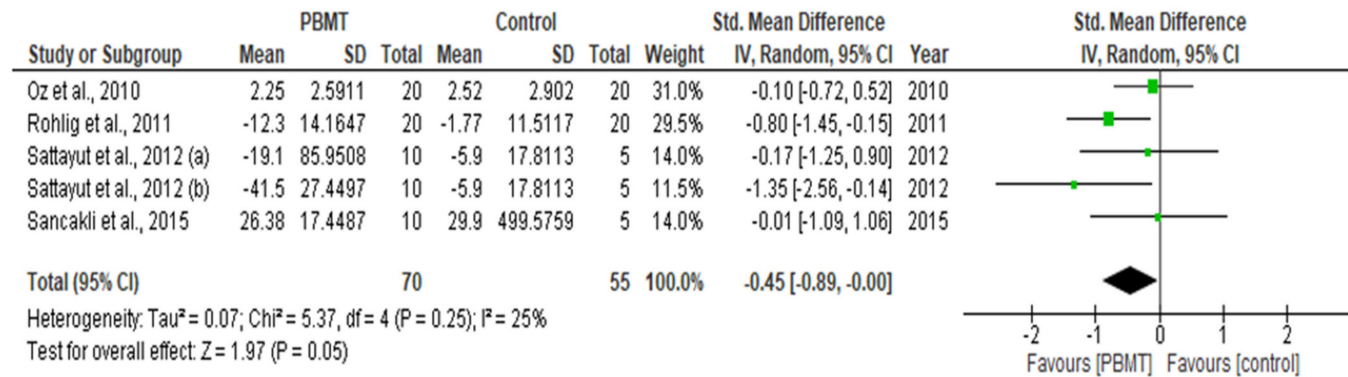 PBMT Control Std. Mean Difference Std. Mean Difference
Study or Subgroup Mean SD Total Mean SD Total Weight IV, Random, 95% CI Year IV, Random, 95% CI
Oz et al., 2010 2.25 2.5911 20 2.52 2.902 20 31.0% -0.10 [-0.72, 0.52] 2010
Rohlig et al., 2011 -12.3 14.1647 20 -1.77 11.5117 20 29.5% -0.80 [-1.45, -0.15] 2011
Sattayut et al., 2012 (a) -19.1 85.9508 10 -5.9 17.8113 5 14.0% -0.17 [-1.25, 0.90] 2012
Sattayut et al., 2012 (b) -41.5 27.4497 10 -5.9 17.8113 5 11.5% -1.35 [-2.56, -0.14] 2012
Sancakli et al., 2015 26.38 17.4487 10 29.9 499.5759 5 14.0% -0.01 [-1.09, 1.06] 2015
Total (95% CI) 70 55 100.0% -0.45 [-0.89, -0.00]
Heterogeneity: Tau² = 0.07; Chi² = 5.37, df = 4 (P = 0.25); I² = 25%
Test for overall effect: Z = 1.97 (P = 0.05)
-2 -1 0 1 2
Favours [PBMT] Favours [control]